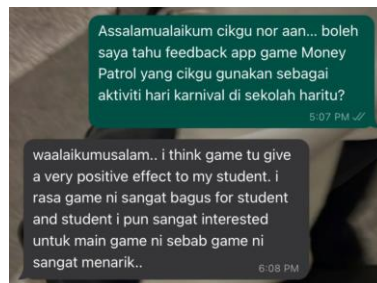 Assalamualaikum cikgu nor aan... boleh
saya tahu feedback app game Money
Patrol yang cikgu gunakan sebagai
aktiviti hari karnival di sekolah haritu?
5:07 PM
waalaikumusalam.. i think game tu give
a very positive effect to my student. i
rasa game ni sangat bagus for student
and student i pun sangat interested
untuk main game ni sebab game ni
sangat menarik..
6:08 PM